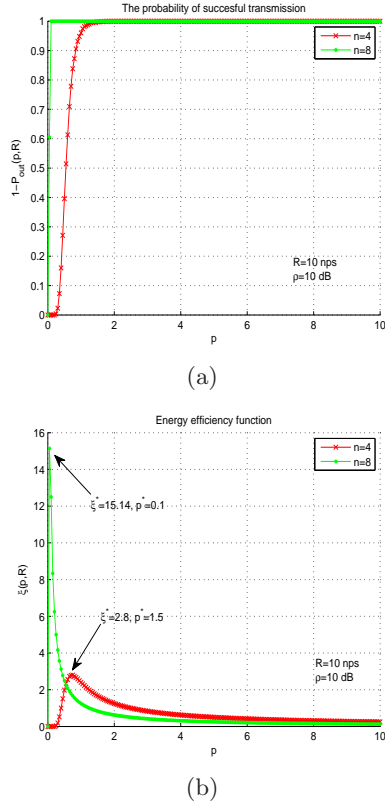 The probability of succesful transmission
1
0.9
0.8
0.7
0.6
0.5
0.4
0.3
0.2
0.1
0
1−P_out(p,R)
n=4
n=8
R=10 nps
ρ=10 dB
0 2 4 6 8 10
p
(a)
Energy efficiency function
16
14
12
10
8
6
4
2
0
ξ(p,R)
n=4
n=8
ξ*=15.14, p*=0.1
ξ*=2.8, p*=1.5
R=10 nps
ρ=10 dB
0 2 4 6 8 10
p
(b)